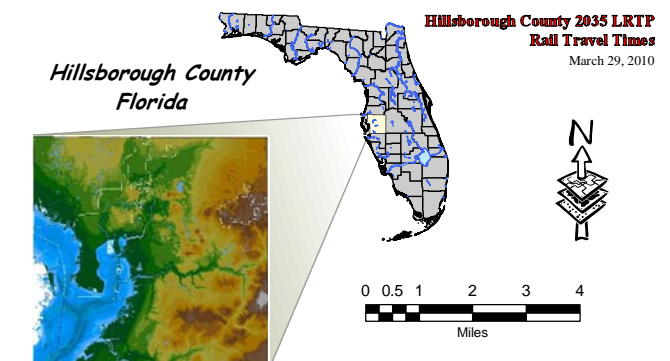 Hillsborough County 2035 LRTP
Rail Travel Times
March 29, 2010
Hillsborough County
Florida
N
0 0.5 1 2 3 4
Miles